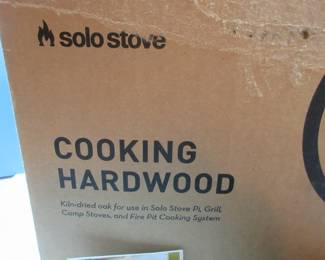 solo stove
COOKING
HARDWOOD
Kiln-dried oak for use in Solo Stove Pi, Grill,
Camp Stoves, and Fire Pit Cooking System